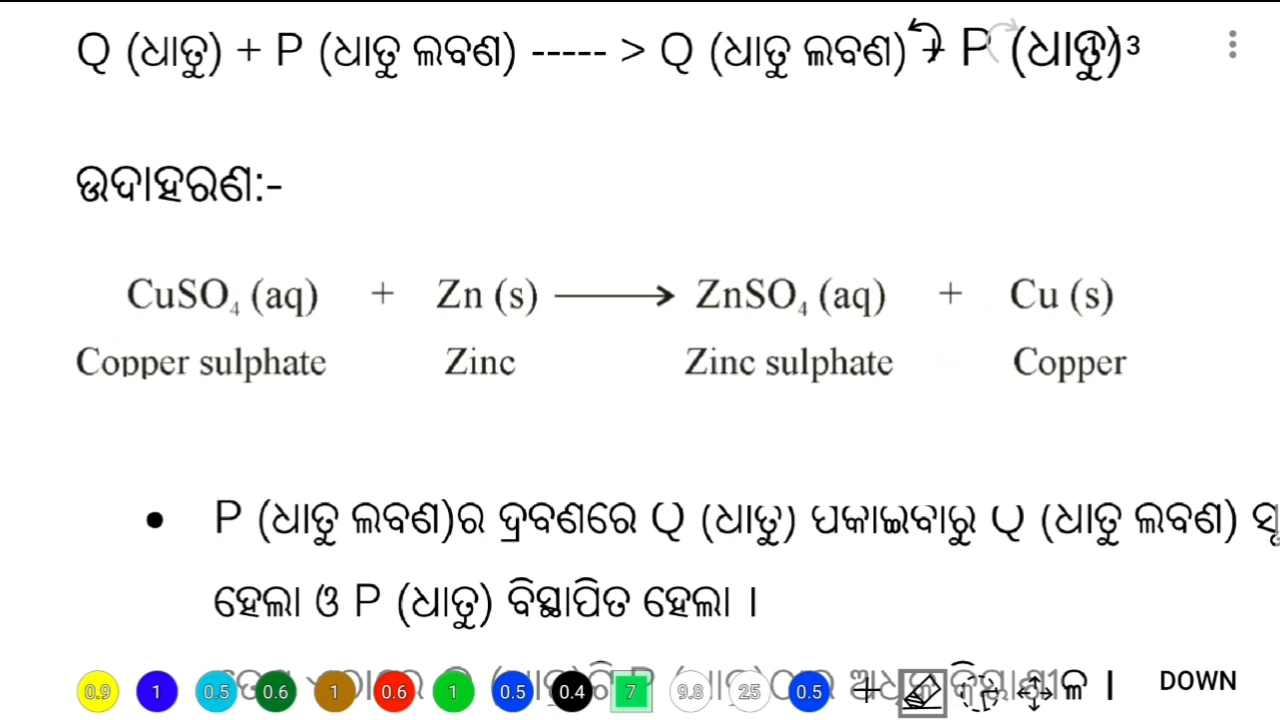 Q (ଧାତୁ) + P (ଧାତୁ ଲବଣ) ----- > Q (ଧାତୁ ଲବଣ) + P (ଧାତୁ) 3
ଉଦାହରଣ:-
CuSO₄ (aq) + Zn (s) ⟶ ZnSO₄ (aq) + Cu (s)
Copper sulphate Zinc Zinc sulphate Copper
• P (ଧାତୁ ଲବଣ)ର ଦ୍ରବଣରେ Q (ଧାତୁ) ପକାଇବାରୁ Q (ଧାତୁ ଲବଣ)
ହେଲା ଓ P (ଧାତୁ) ବିସ୍ଥାପିତ ହେଲା ।
0.9 1 0.5 0.6 1 0.6 1 0.5 0.4 7 9.8 25 0.5 DOWN